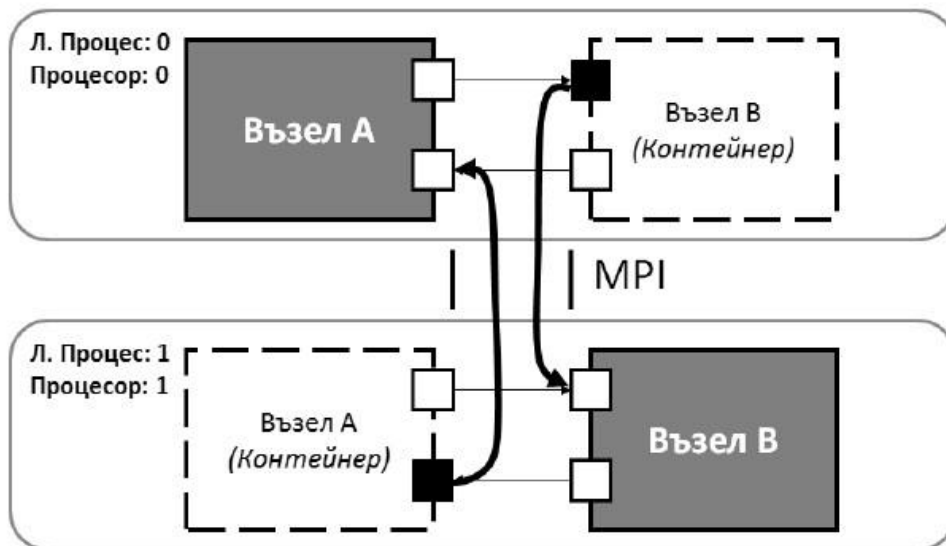 Л. Процес: 0
Процесор: 0
Възел А
Възел B
(Контейнер)
MPI
Л. Процес: 1
Процесор: 1
Възел А
(Контейнер)
Възел B